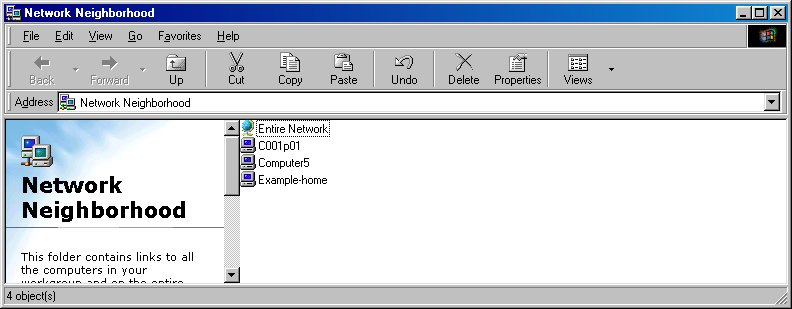 Network Neighborhood
File Edit View Go Favorites Help
Back Forward Up Cut Copy Paste Undo Delete Properties Views
Address Network Neighborhood
Network
Neighborhood
This folder contains links to all
the computers in your
workgroup and on the entire
Entire Network
C001p01
Computer5
Example-home
4 object(s)